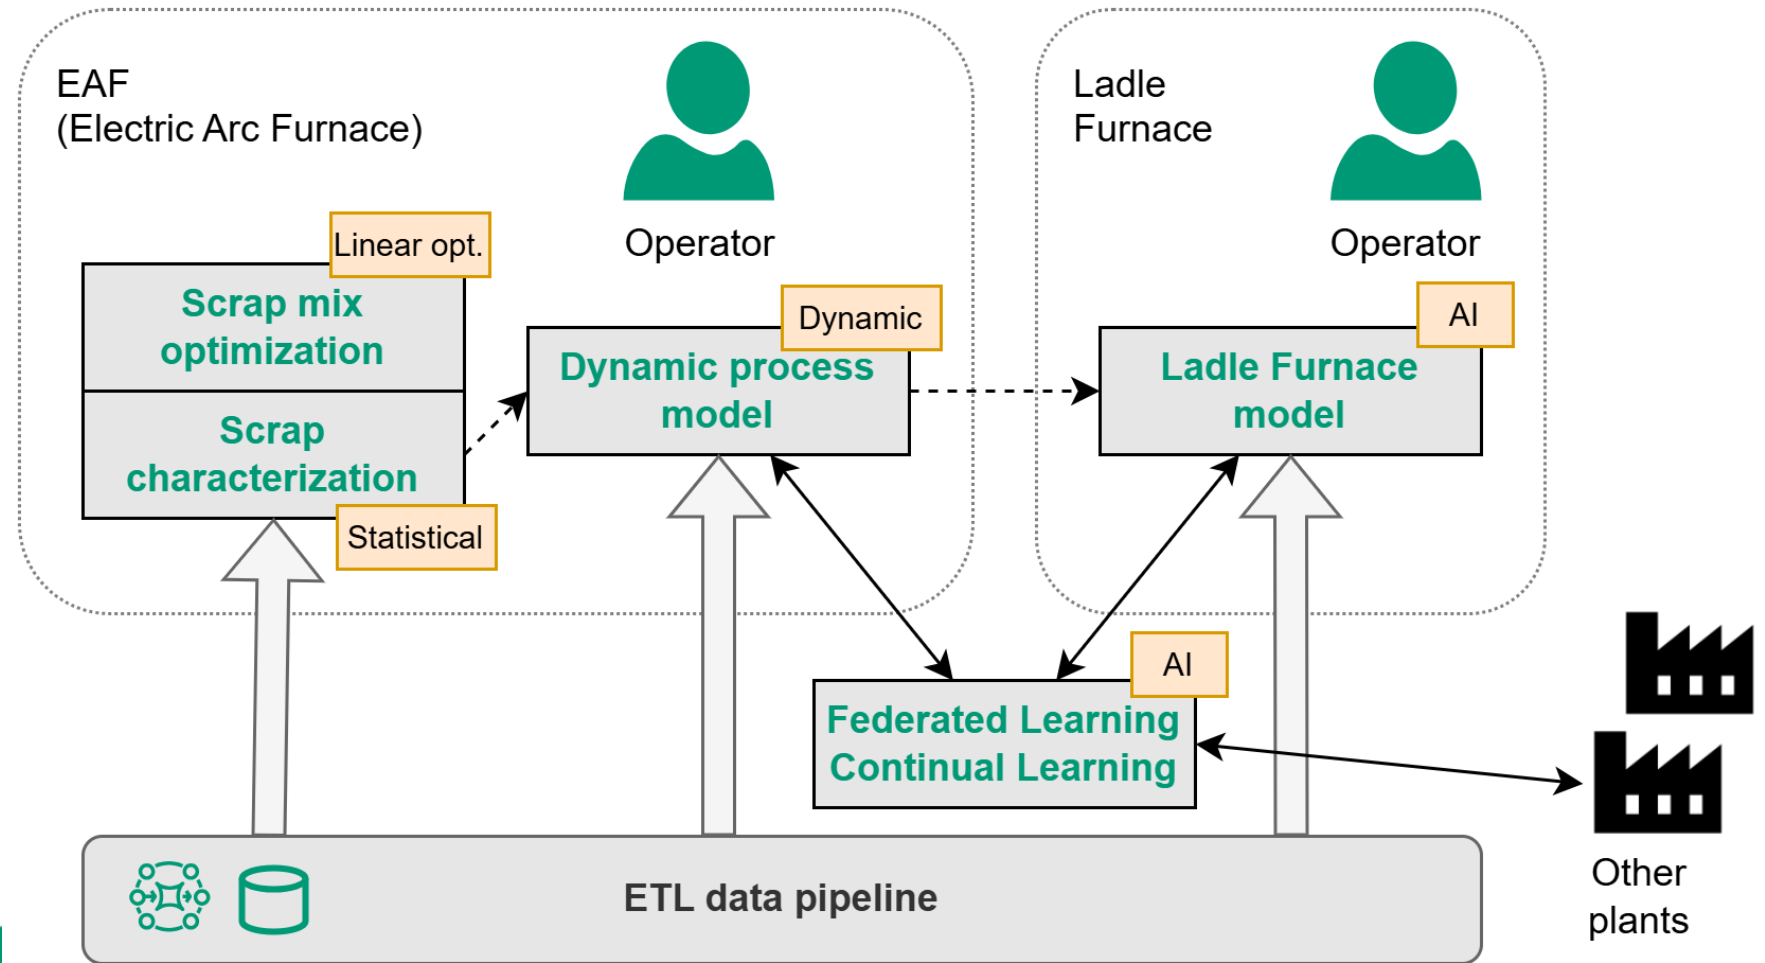 EAF
(Electric Arc Furnace)
Operator
Ladle
Furnace
Operator
Linear opt.
Scrap mix
optimization
Scrap
characterization
Statistical
Dynamic
Dynamic process
model
AI
Ladle Furnace
model
AI
Federated Learning
Continual Learning
Other
plants
ETL data pipeline